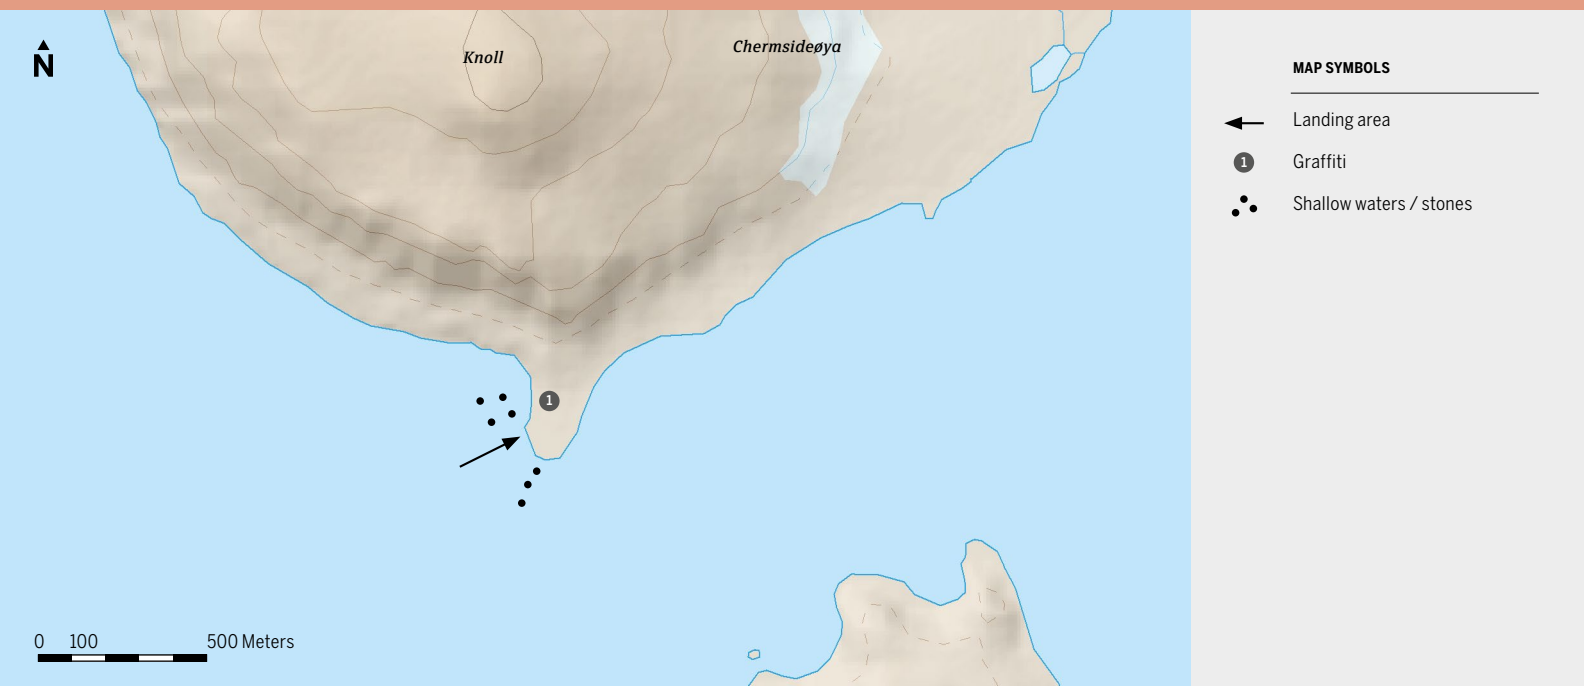 N
Knoll
Chermsideøya
1
0 100 500 Meters
MAP SYMBOLS
Landing area
1 Graffiti
Shallow waters / stones